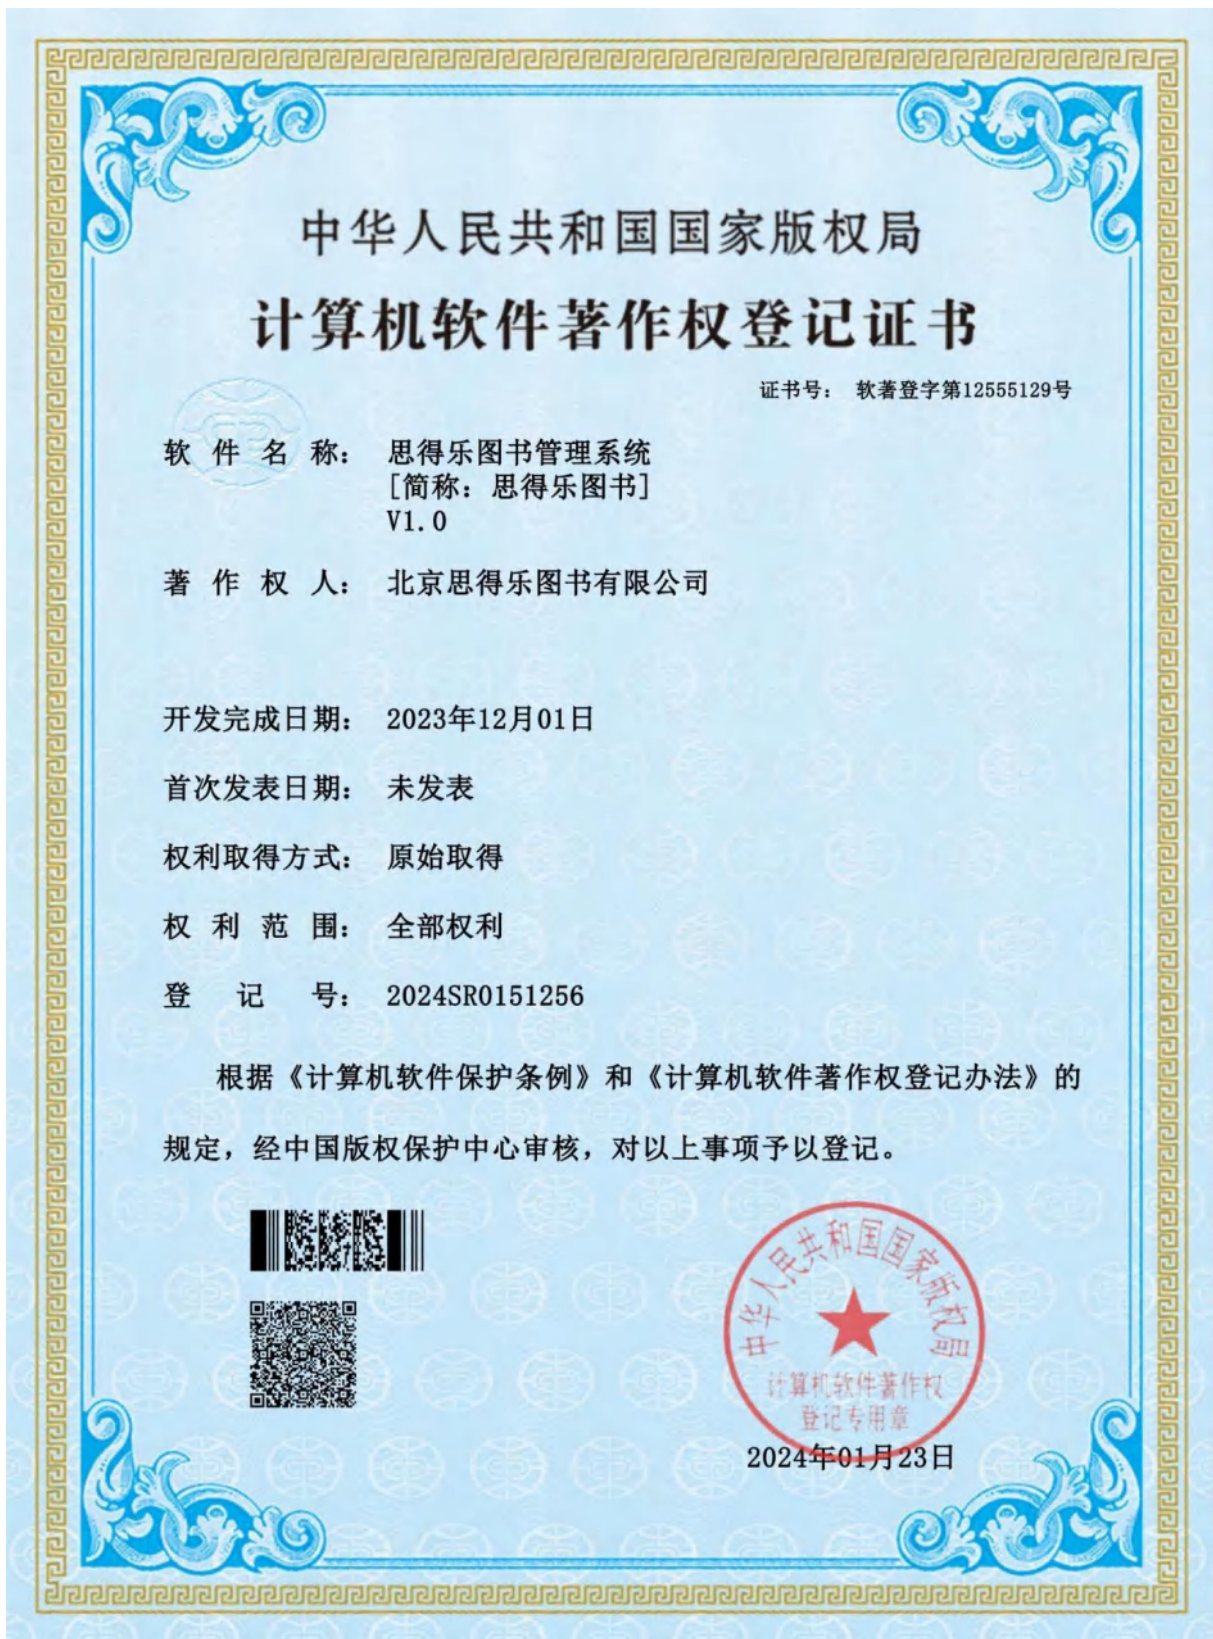 中华人民共和国国家版权局
计算机软件著作权登记证书
证书号： 软著登字第12555129号
软件名称： 思得乐图书管理系统
[简称：思得乐图书]
V1.0
著作权人： 北京思得乐图书有限公司
开发完成日期： 2023年12月01日
首次发表日期： 未发表
权利取得方式： 原始取得
权利范围： 全部权利
登记号： 2024SR0151256
根据《计算机软件保护条例》和《计算机软件著作权登记办法》的
规定，经中国版权保护中心审核，对以上事项予以登记。
中华人民共和国国家版权局
计算机软件著作权
登记专用章
2024年01月23日